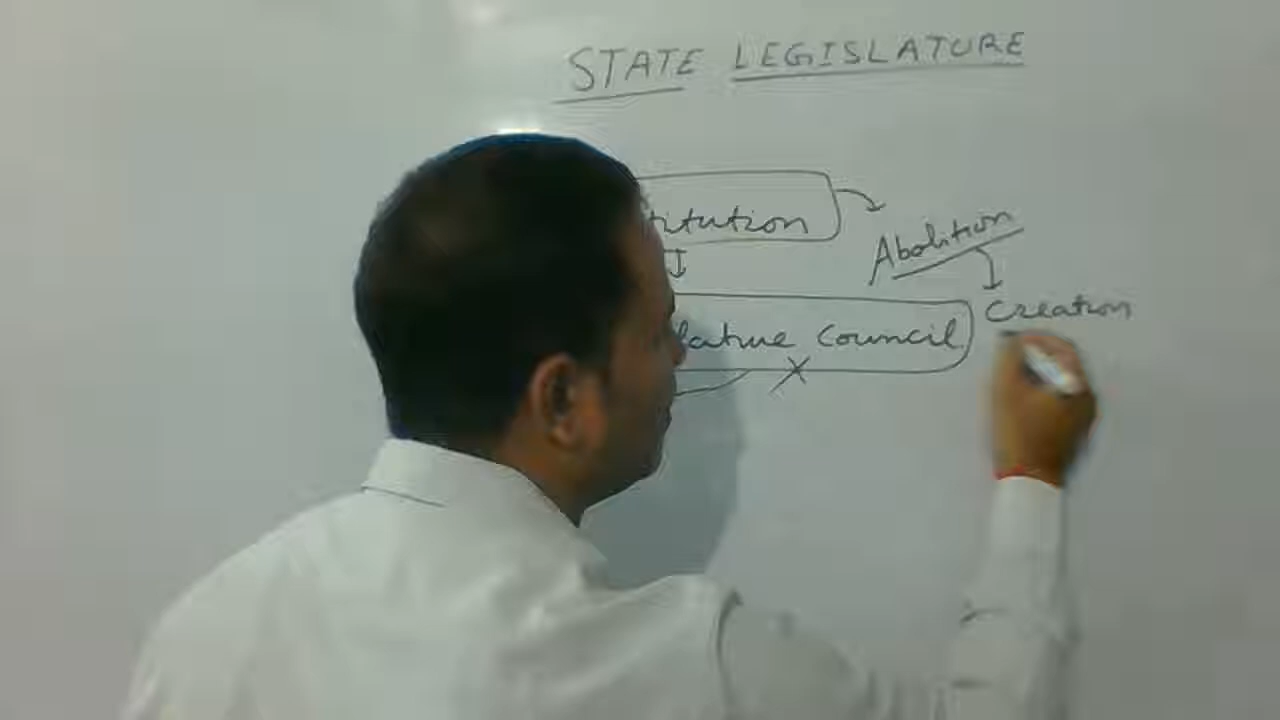 STATE LEGISLATURE
titution
Abolition
Creation
lature Council